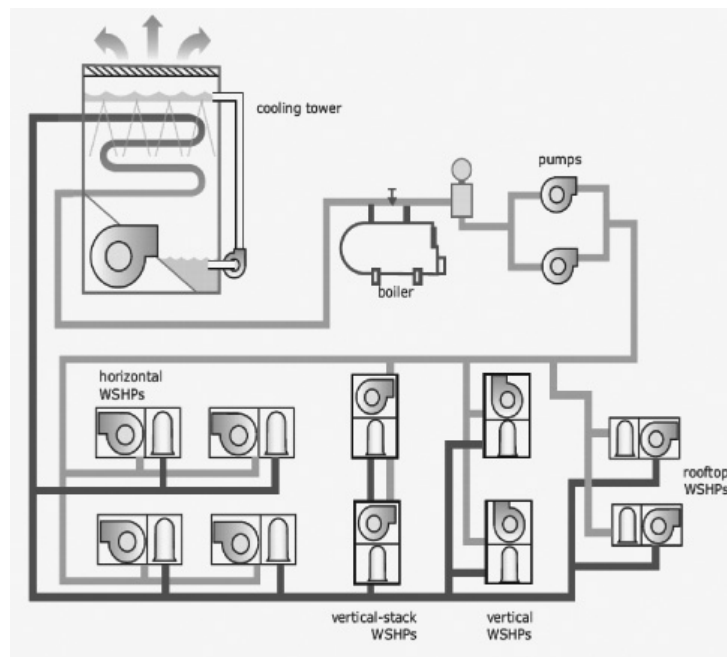 cooling tower
pumps
boiler
horizontal
WSHPs
rooftop
WSHPs
vertical-stack
WSHPs
vertical
WSHPs